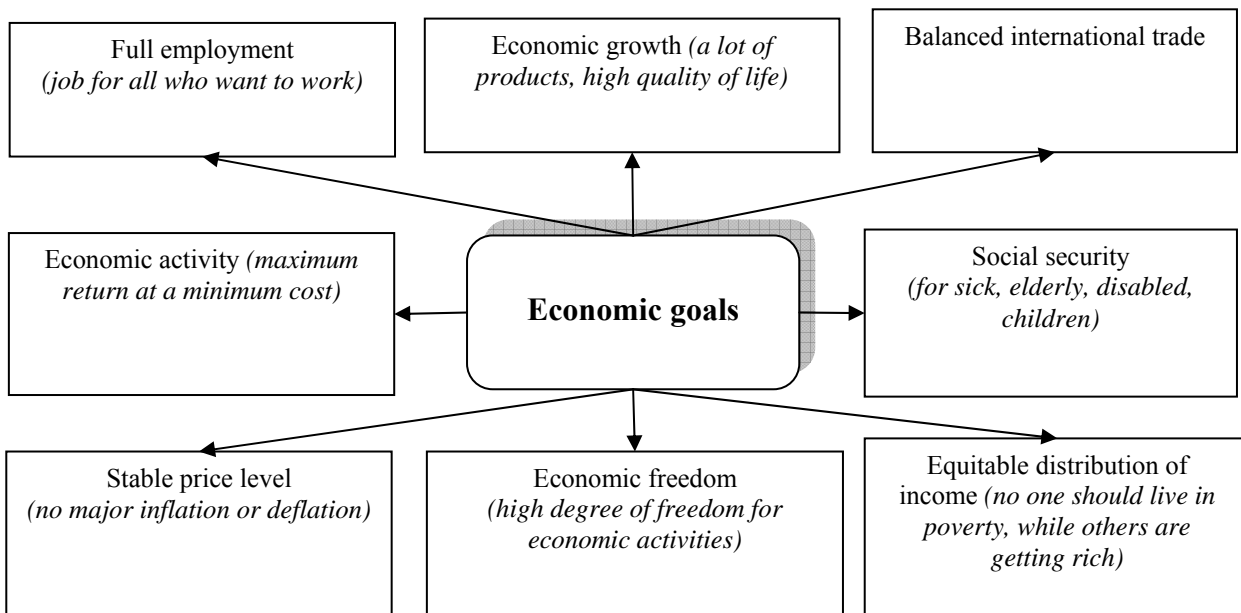 Full employment
(job for all who want to work)
Economic growth (a lot of
products, high quality of life)
Balanced international trade
Economic activity (maximum
return at a minimum cost)
Economic goals
Social security
(for sick, elderly, disabled,
children)
Stable price level
(no major inflation or deflation)
Economic freedom
(high degree of freedom for
economic activities)
Equitable distribution of
income (no one should live in
poverty, while others are
getting rich)